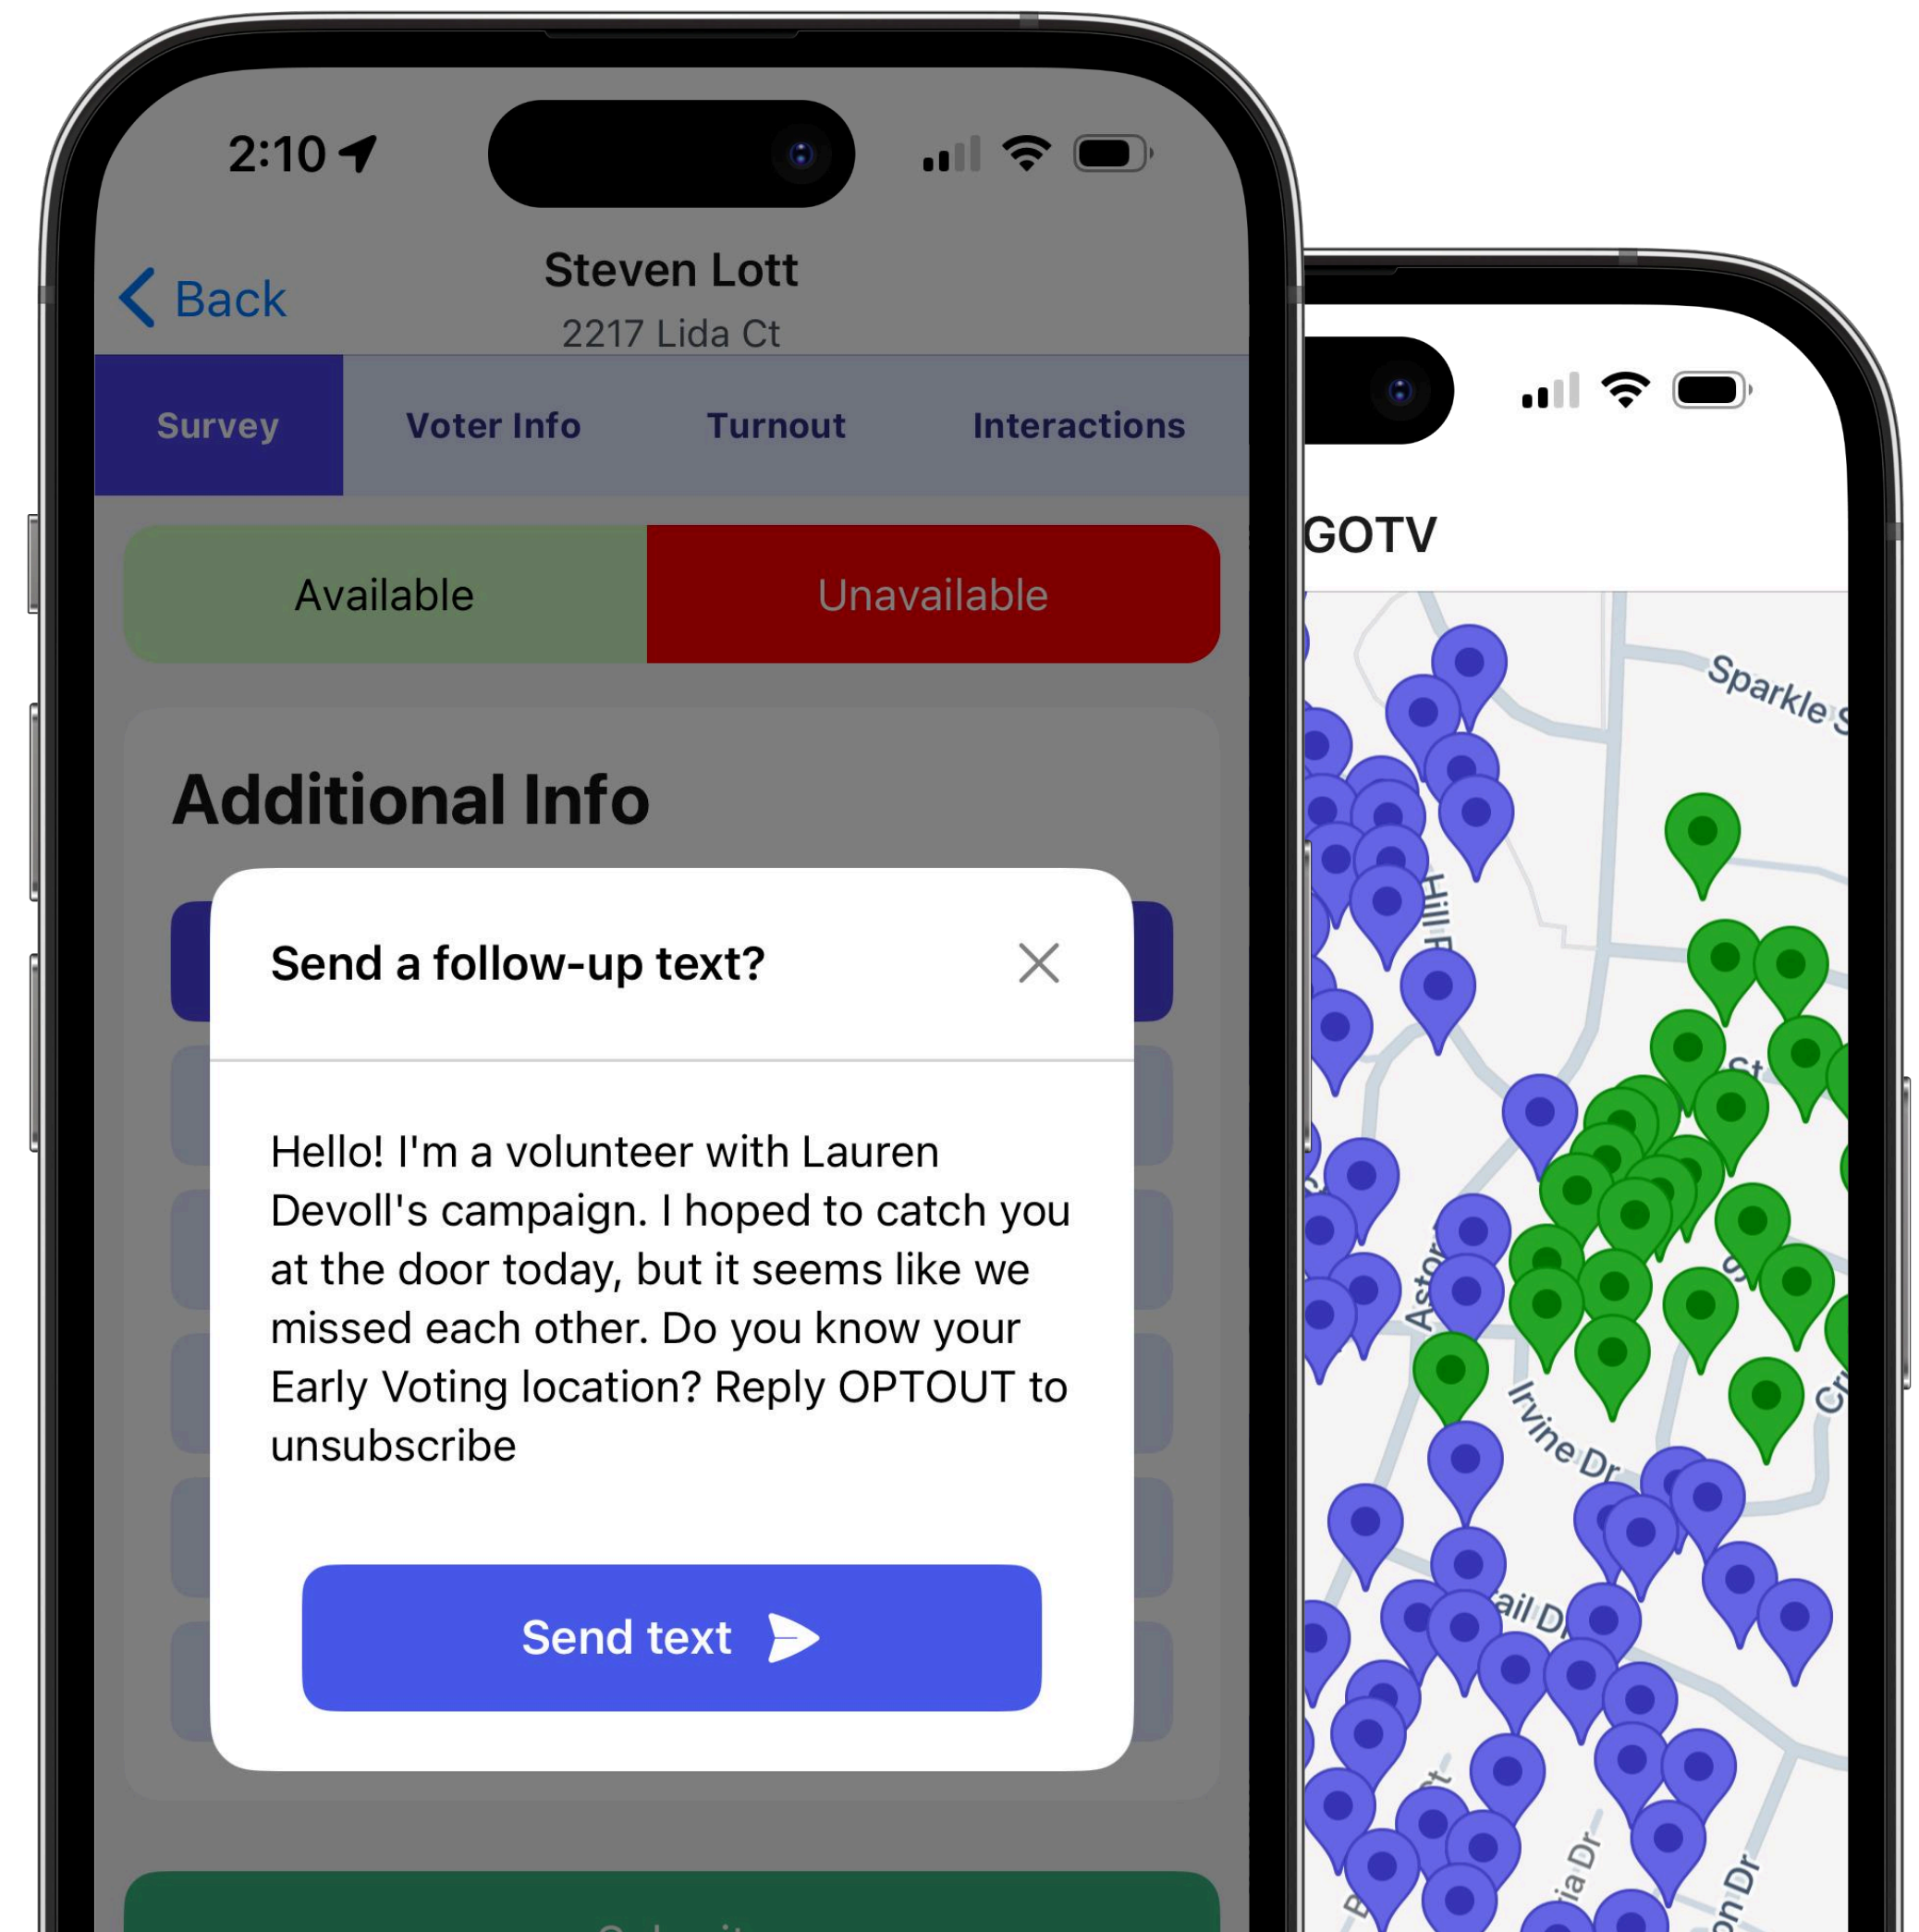 2:10
Back
Steven Lott
2217 Lida Ct
Survey
Voter Info
Turnout
Interactions
Available
Unavailable
Additional Info
Send a follow-up text?
Hello! I'm a volunteer with Lauren
Devoll's campaign. I hoped to catch you
at the door today, but it seems like we
missed each other. Do you know your
Early Voting location? Reply OPTOUT to
unsubscribe
Send text
GOTV
Sparkle
Hill
St
Irvine Dr
Dr